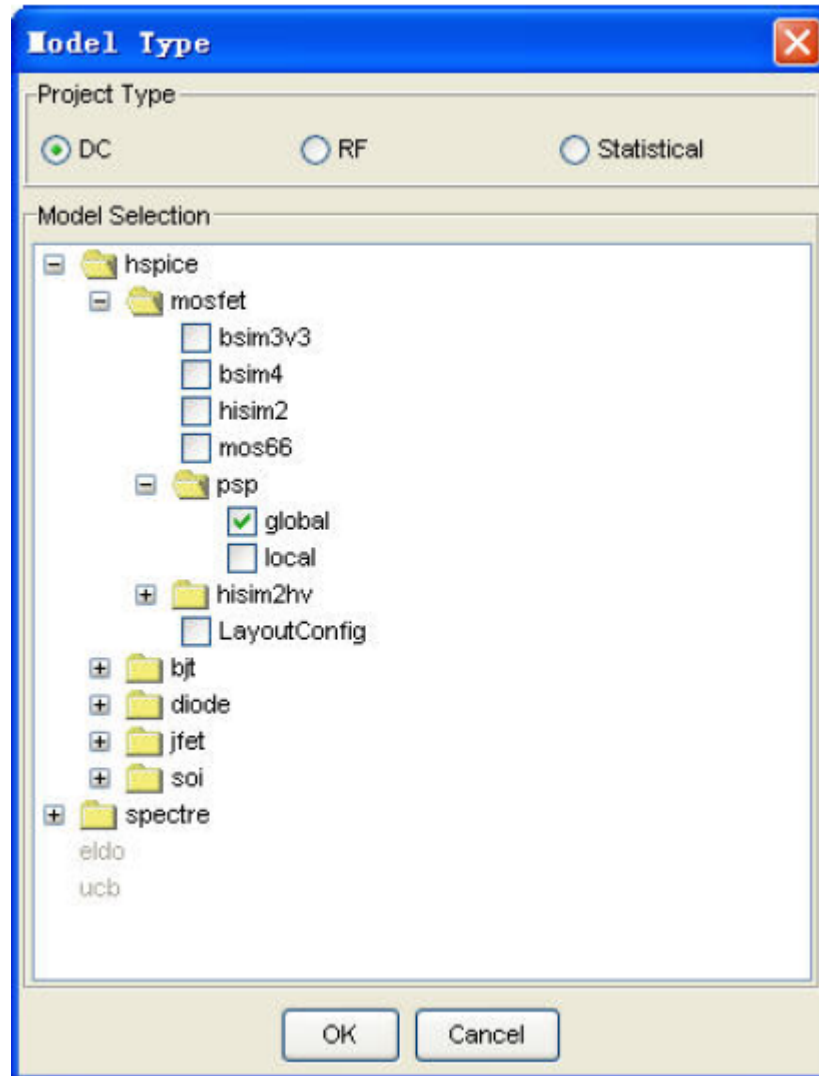 Model Type
Project Type
DC RF Statistical
Model Selection
hspice
mosfet
bsim3v3
bsim4
hisim2
mos66
psp
global
local
hisim2hv
LayoutConfig
bjt
diode
jfet
soi
spectre
eldo
ucb
OK Cancel